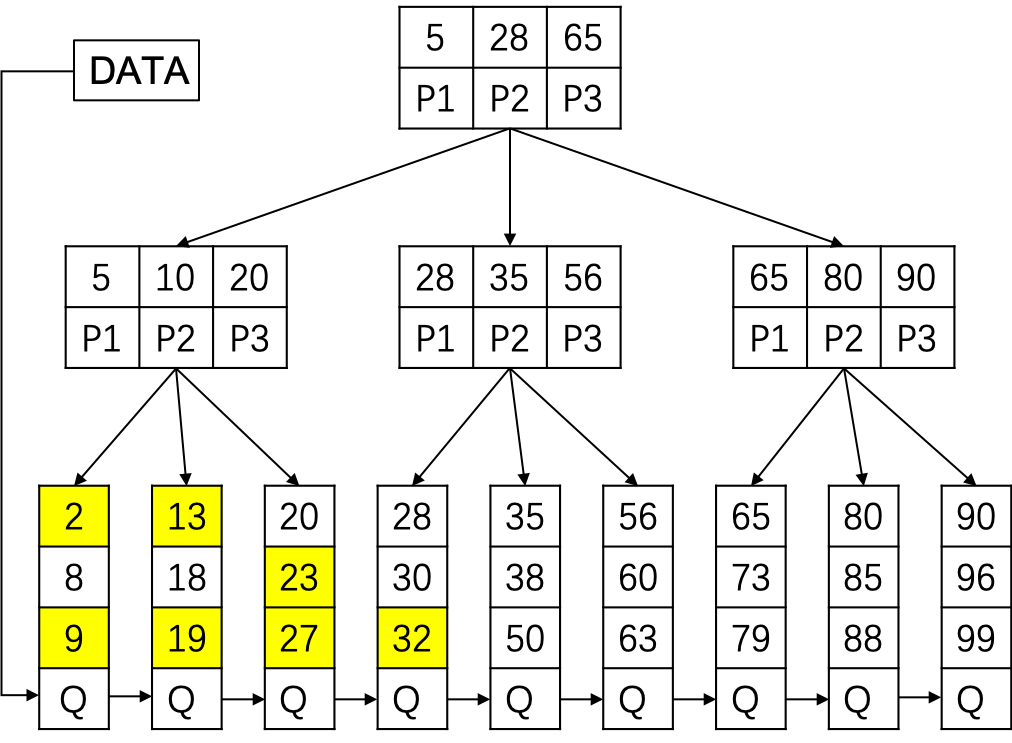 5 28 65
DATA
P1 P2 P3
5 10 20
28 35 56
65 80 90
P1 P2 P3
P1 P2 P3
P1 P2 P3
2 13 20 28 35 56 65 80 90
8 18 23 30 38 60 73 85 96
9 19 27 32 50 63 79 88 99
Q Q Q Q Q Q Q Q Q